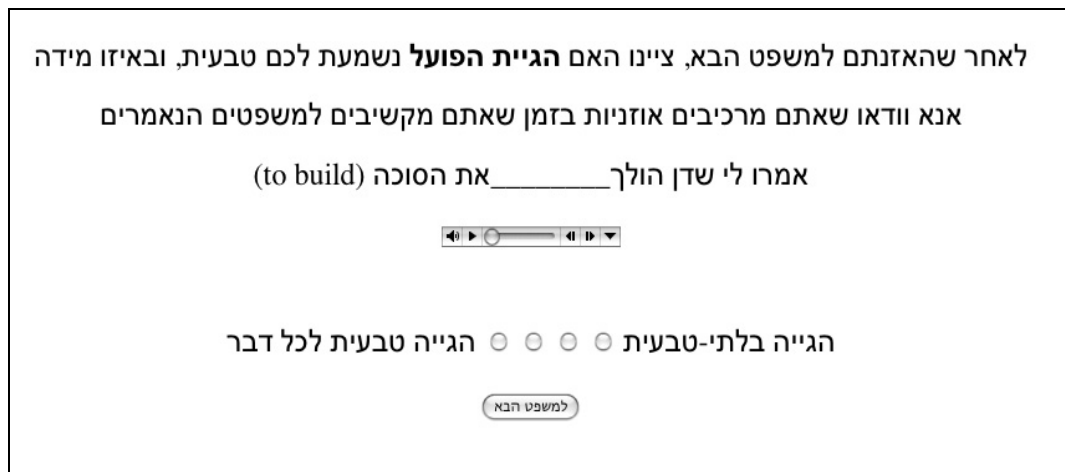 לאחר שהאזנתם למשפט הבא, ציינו האם הגיית הפועל נשמעת לכם טבעית, ובאיזו מידה
אנא וודאו שאתם מרכיבים אוזניות בזמן שאתם מקשיבים למשפטים הנאמרים
אמרו לי שדן הולך________את הסוכה (to build)
הגייה בלתי-טבעית הגייה טבעית לכל דבר
למשפט הבא